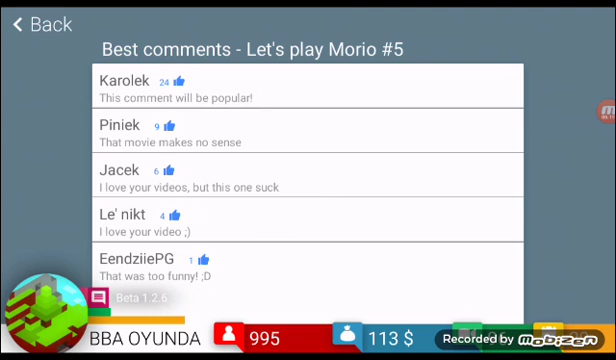 Back
Best comments - Let's play Morio #5
Karolek 24
This comment will be popular!
Piniek 9
That movie makes no sense
Jacek 6
I love your videos, but this one suck
Le' nikt 4
I love your video ;)
EendziiePG 1
That was too funny! ;D
Beta 1.2.6
BBA OYUNDA 995 113 $
Recorded by MOBIZEN